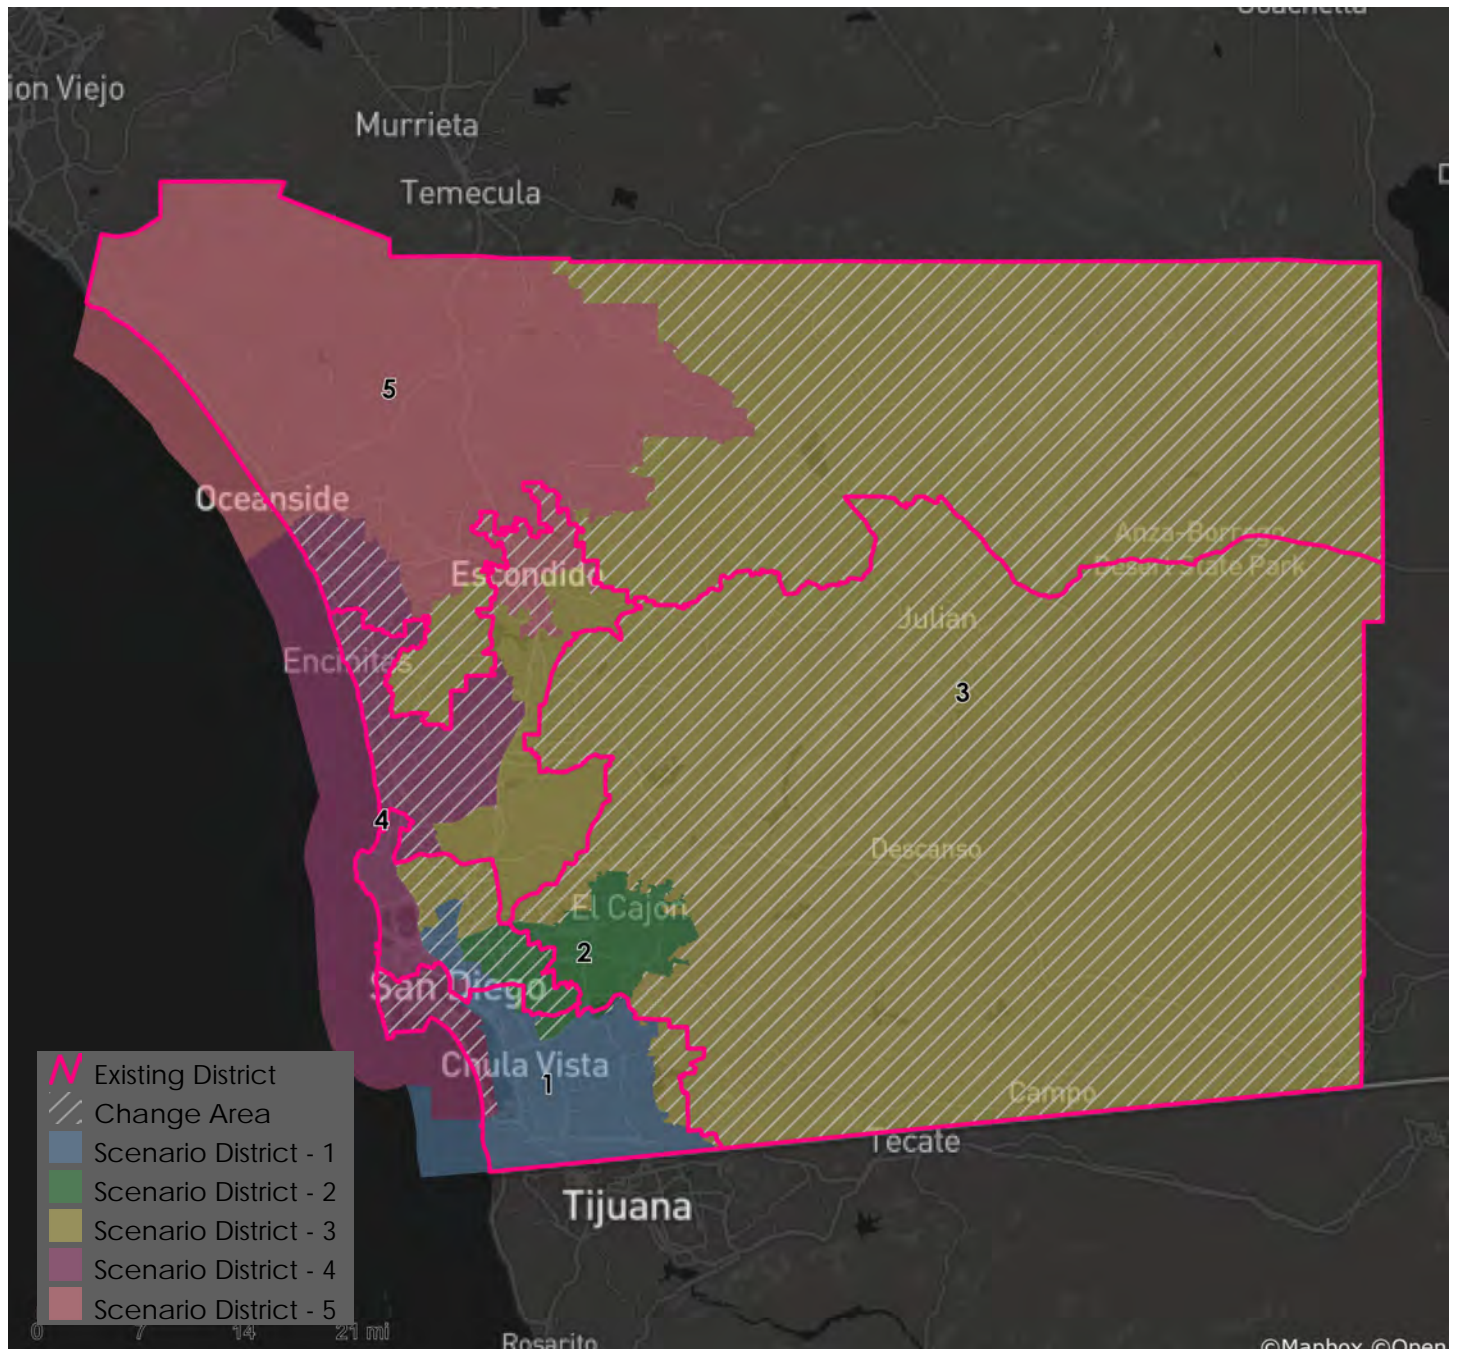 ion Viejo
Murrieta
Temecula
5
Oceanside
Anza-Borrego
Desert State Park
Escondido
Julian
Encinitas
3
4
Descanso
El Cajon
2
San Diego
Chula Vista
1
Campo
Tecate
Tijuana
Existing District
Change Area
Scenario District - 1
Scenario District - 2
Scenario District - 3
Scenario District - 4
Scenario District - 5
0 7 14 21 mi
Rosarito
©Mapbox ©Open